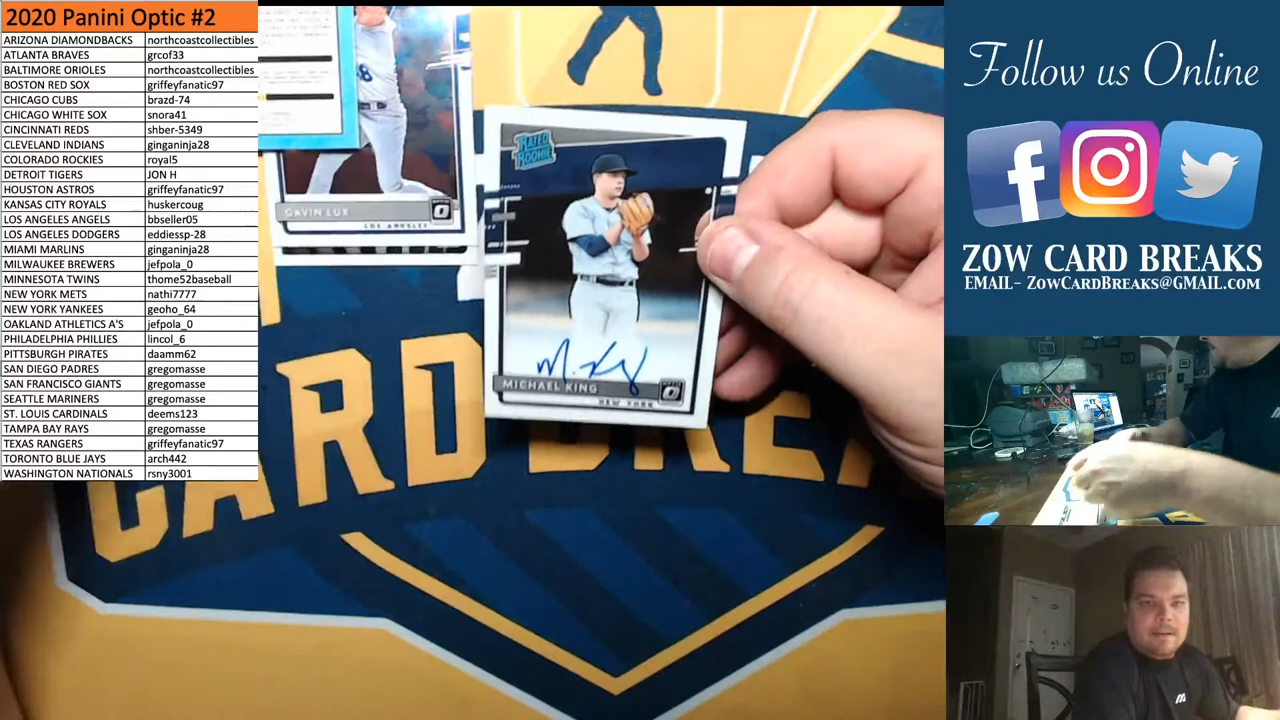 2020 Panini Optic #2
ARIZONA DIAMONDBACKS northcoastcollectibles
ATLANTA BRAVES grcof33
BALTIMORE ORIOLES northcoastcollectibles
BOSTON RED SOX griffeyfanatic97
CHICAGO CUBS brazd-74
CHICAGO WHITE SOX snora41
CINCINNATI REDS shber-5349
CLEVELAND INDIANS ginganinja28
COLORADO ROCKIES royal5
DETROIT TIGERS JON H
HOUSTON ASTROS griffeyfanatic97
KANSAS CITY ROYALS huskercoug
LOS ANGELES ANGELS bbseller05
LOS ANGELES DODGERS eddiessp-28
MIAMI MARLINS ginganinja28
MILWAUKEE BREWERS jefpola_0
MINNESOTA TWINS thome52baseball
NEW YORK METS nathi7777
NEW YORK YANKEES geoho_64
OAKLAND ATHLETICS A'S jefpola_0
PHILADELPHIA PHILLIES lincol_6
PITTSBURGH PIRATES daamm62
SAN DIEGO PADRES gregomasse
SAN FRANCISCO GIANTS gregomasse
SEATTLE MARINERS gregomasse
ST. LOUIS CARDINALS deems123
TAMPA BAY RAYS gregomasse
TEXAS RANGERS griffeyfanatic97
TORONTO BLUE JAYS arch442
WASHINGTON NATIONALS rsny3001
GAVIN LUX
LOS ANGELES
RATED ROOKIE
M. King
MICHAEL KING
OPTIC
NEW YORK
CARD BREA
Follow us Online
ZOW CARD BREAKS
EMAIL- ZowCardBreaks@GMAIL.com